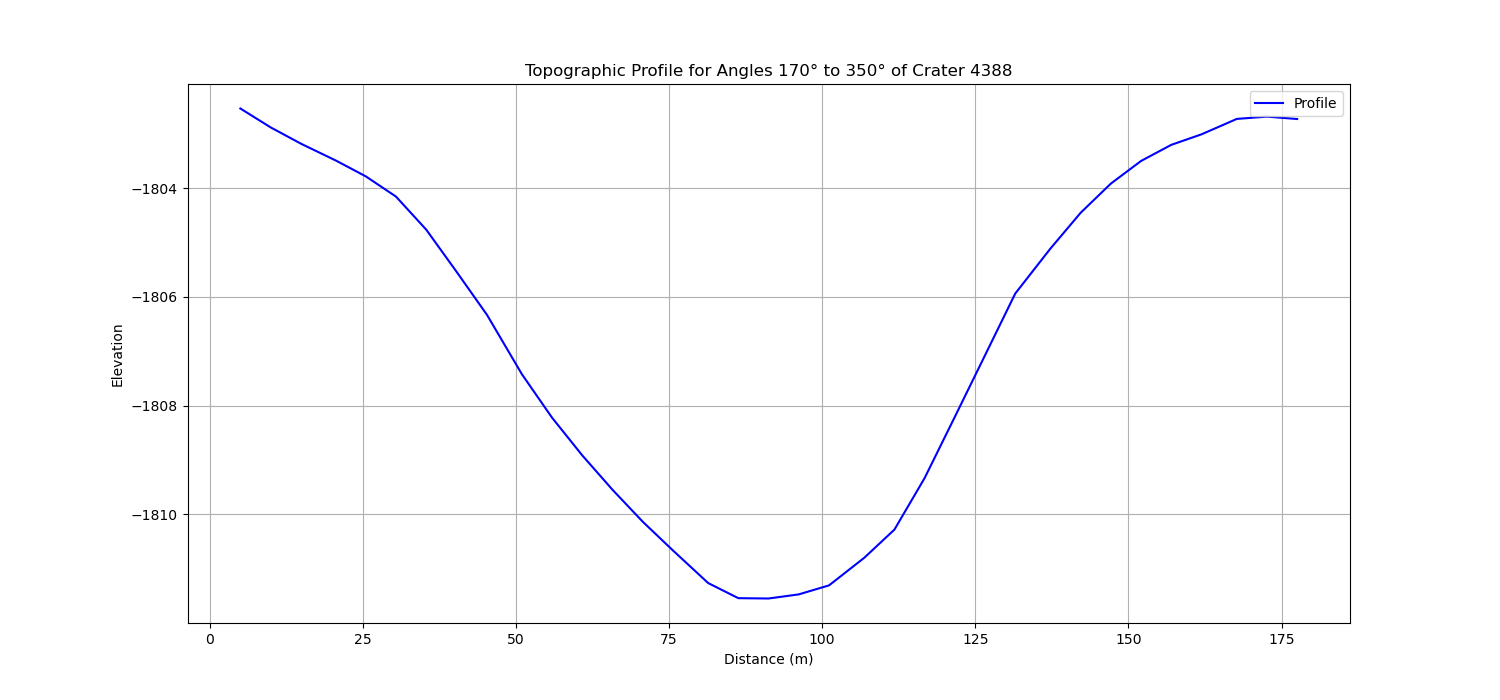 Topographic Profile for Angles 170° to 350° of Crater 4388
Profile
−1804
−1806
−1808
−1810
Elevation
0 25 50 75 100 125 150 175
Distance (m)